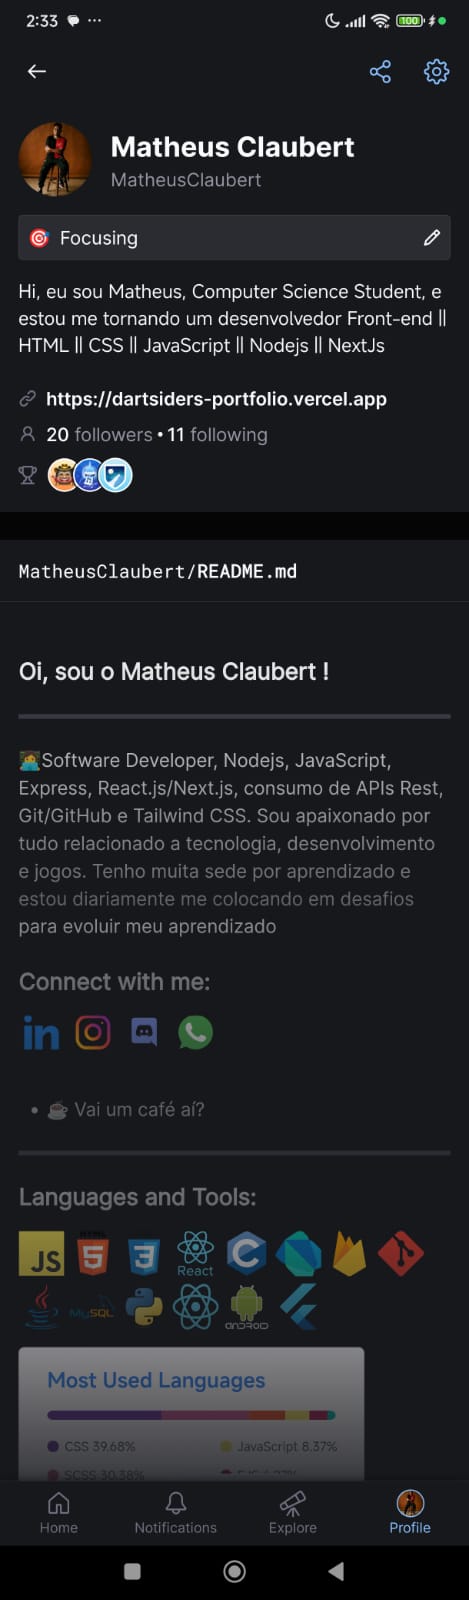 2:33
100
Matheus Claubert
MatheusClaubert
Focusing
Hi, eu sou Matheus, Computer Science Student, e
estou me tornando um desenvolvedor Front-end ||
HTML || CSS || JavaScript || Nodejs || NextJs
https://dartsiders-portfolio.vercel.app
20 followers • 11 following
MatheusClaubert/README.md
Oi, sou o Matheus Claubert !
Software Developer, Nodejs, JavaScript,
Express, React.js/Next.js, consumo de APIs Rest,
Git/GitHub e Tailwind CSS. Sou apaixonado por
tudo relacionado a tecnologia, desenvolvimento
e jogos. Tenho muita sede por aprendizado e
estou diariamente me colocando em desafios
para evoluir meu aprendizado
Connect with me:
in
• ☕ Vai um café aí?
Languages and Tools:
JS HTML 5 3 React C
Java MySQL ANDROID
Most Used Languages
CSS 39.68% JavaScript 8.37%
SCSS 30.38%
Home Notifications Explore Profile